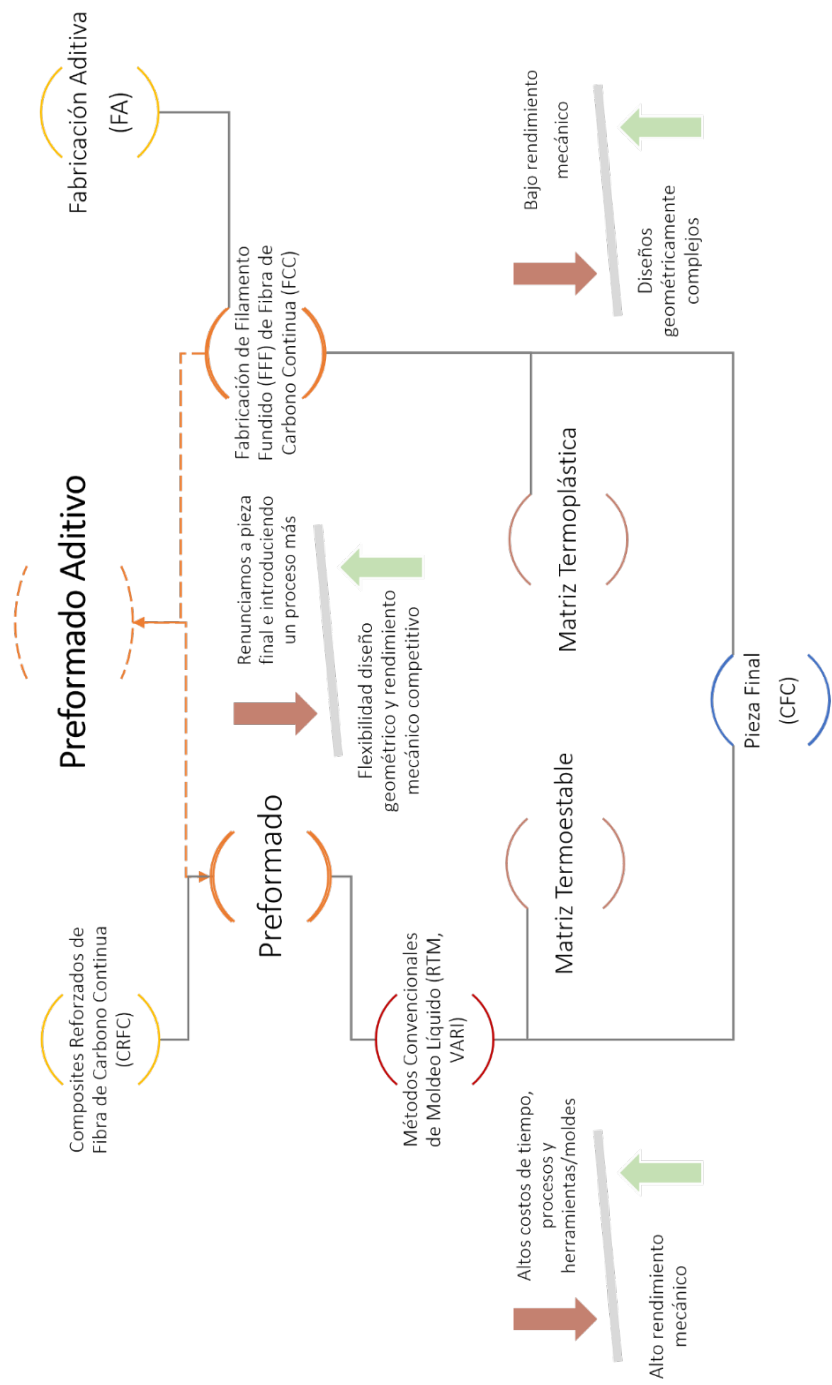 Preformado Aditivo
Composites Reforzados de
Fibra de Carbono Continua
(CRFC)
Fabricación Aditiva
(FA)
Preformado
Renunciamos a pieza
final e introduciendo
un proceso más
Flexibilidad diseño
geométrico y rendimiento
mecánico competitivo
Fabricación de Filamento
Fundido (FFF) de Fibra de
Carbono Continua (FCC)
Métodos Convencionales
de Moldeo Líquido (RTM,
VARI)
Altos costos de tiempo,
procesos y
herramientas/moldes
Alto rendimiento
mecánico
Matriz Termoestable
Matriz Termoplástica
Bajo rendimiento
mecánico
Diseños
geométricamente
complejos
Pieza Final
(CFC)